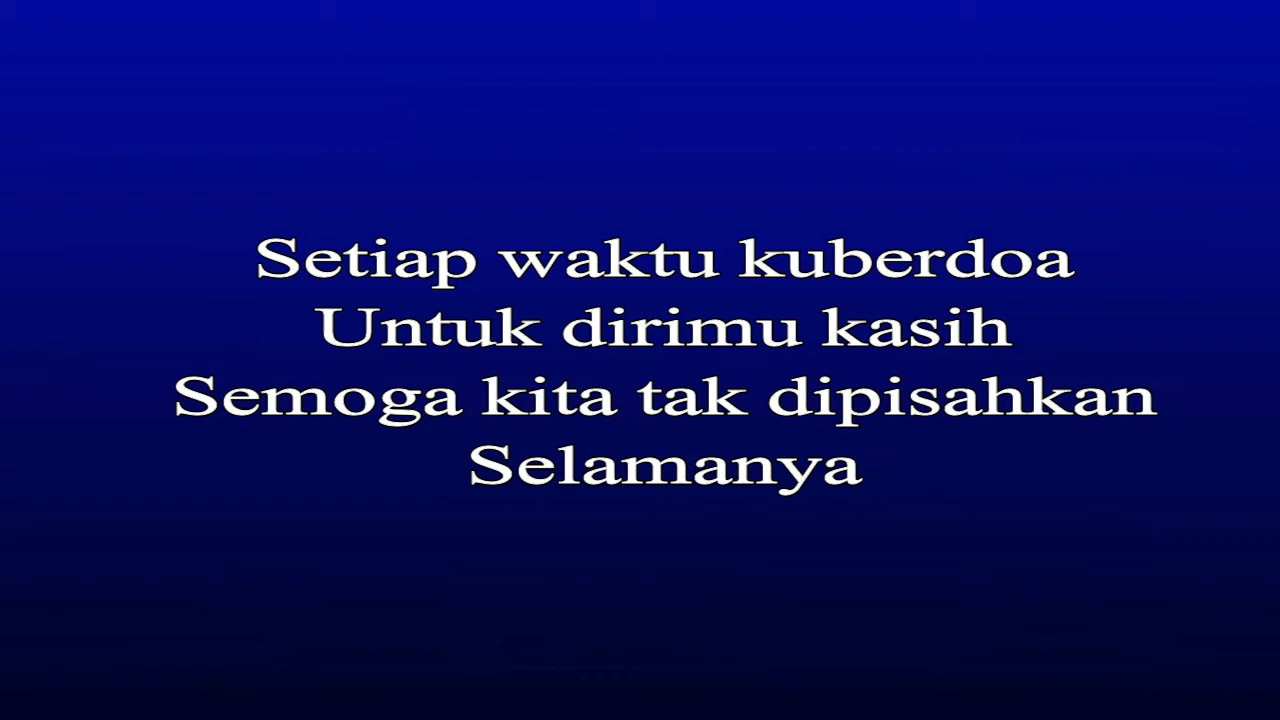 Setiap waktu kuberdoa
Untuk dirimu kasih
Semoga kita tak dipisahkan
Selamanya